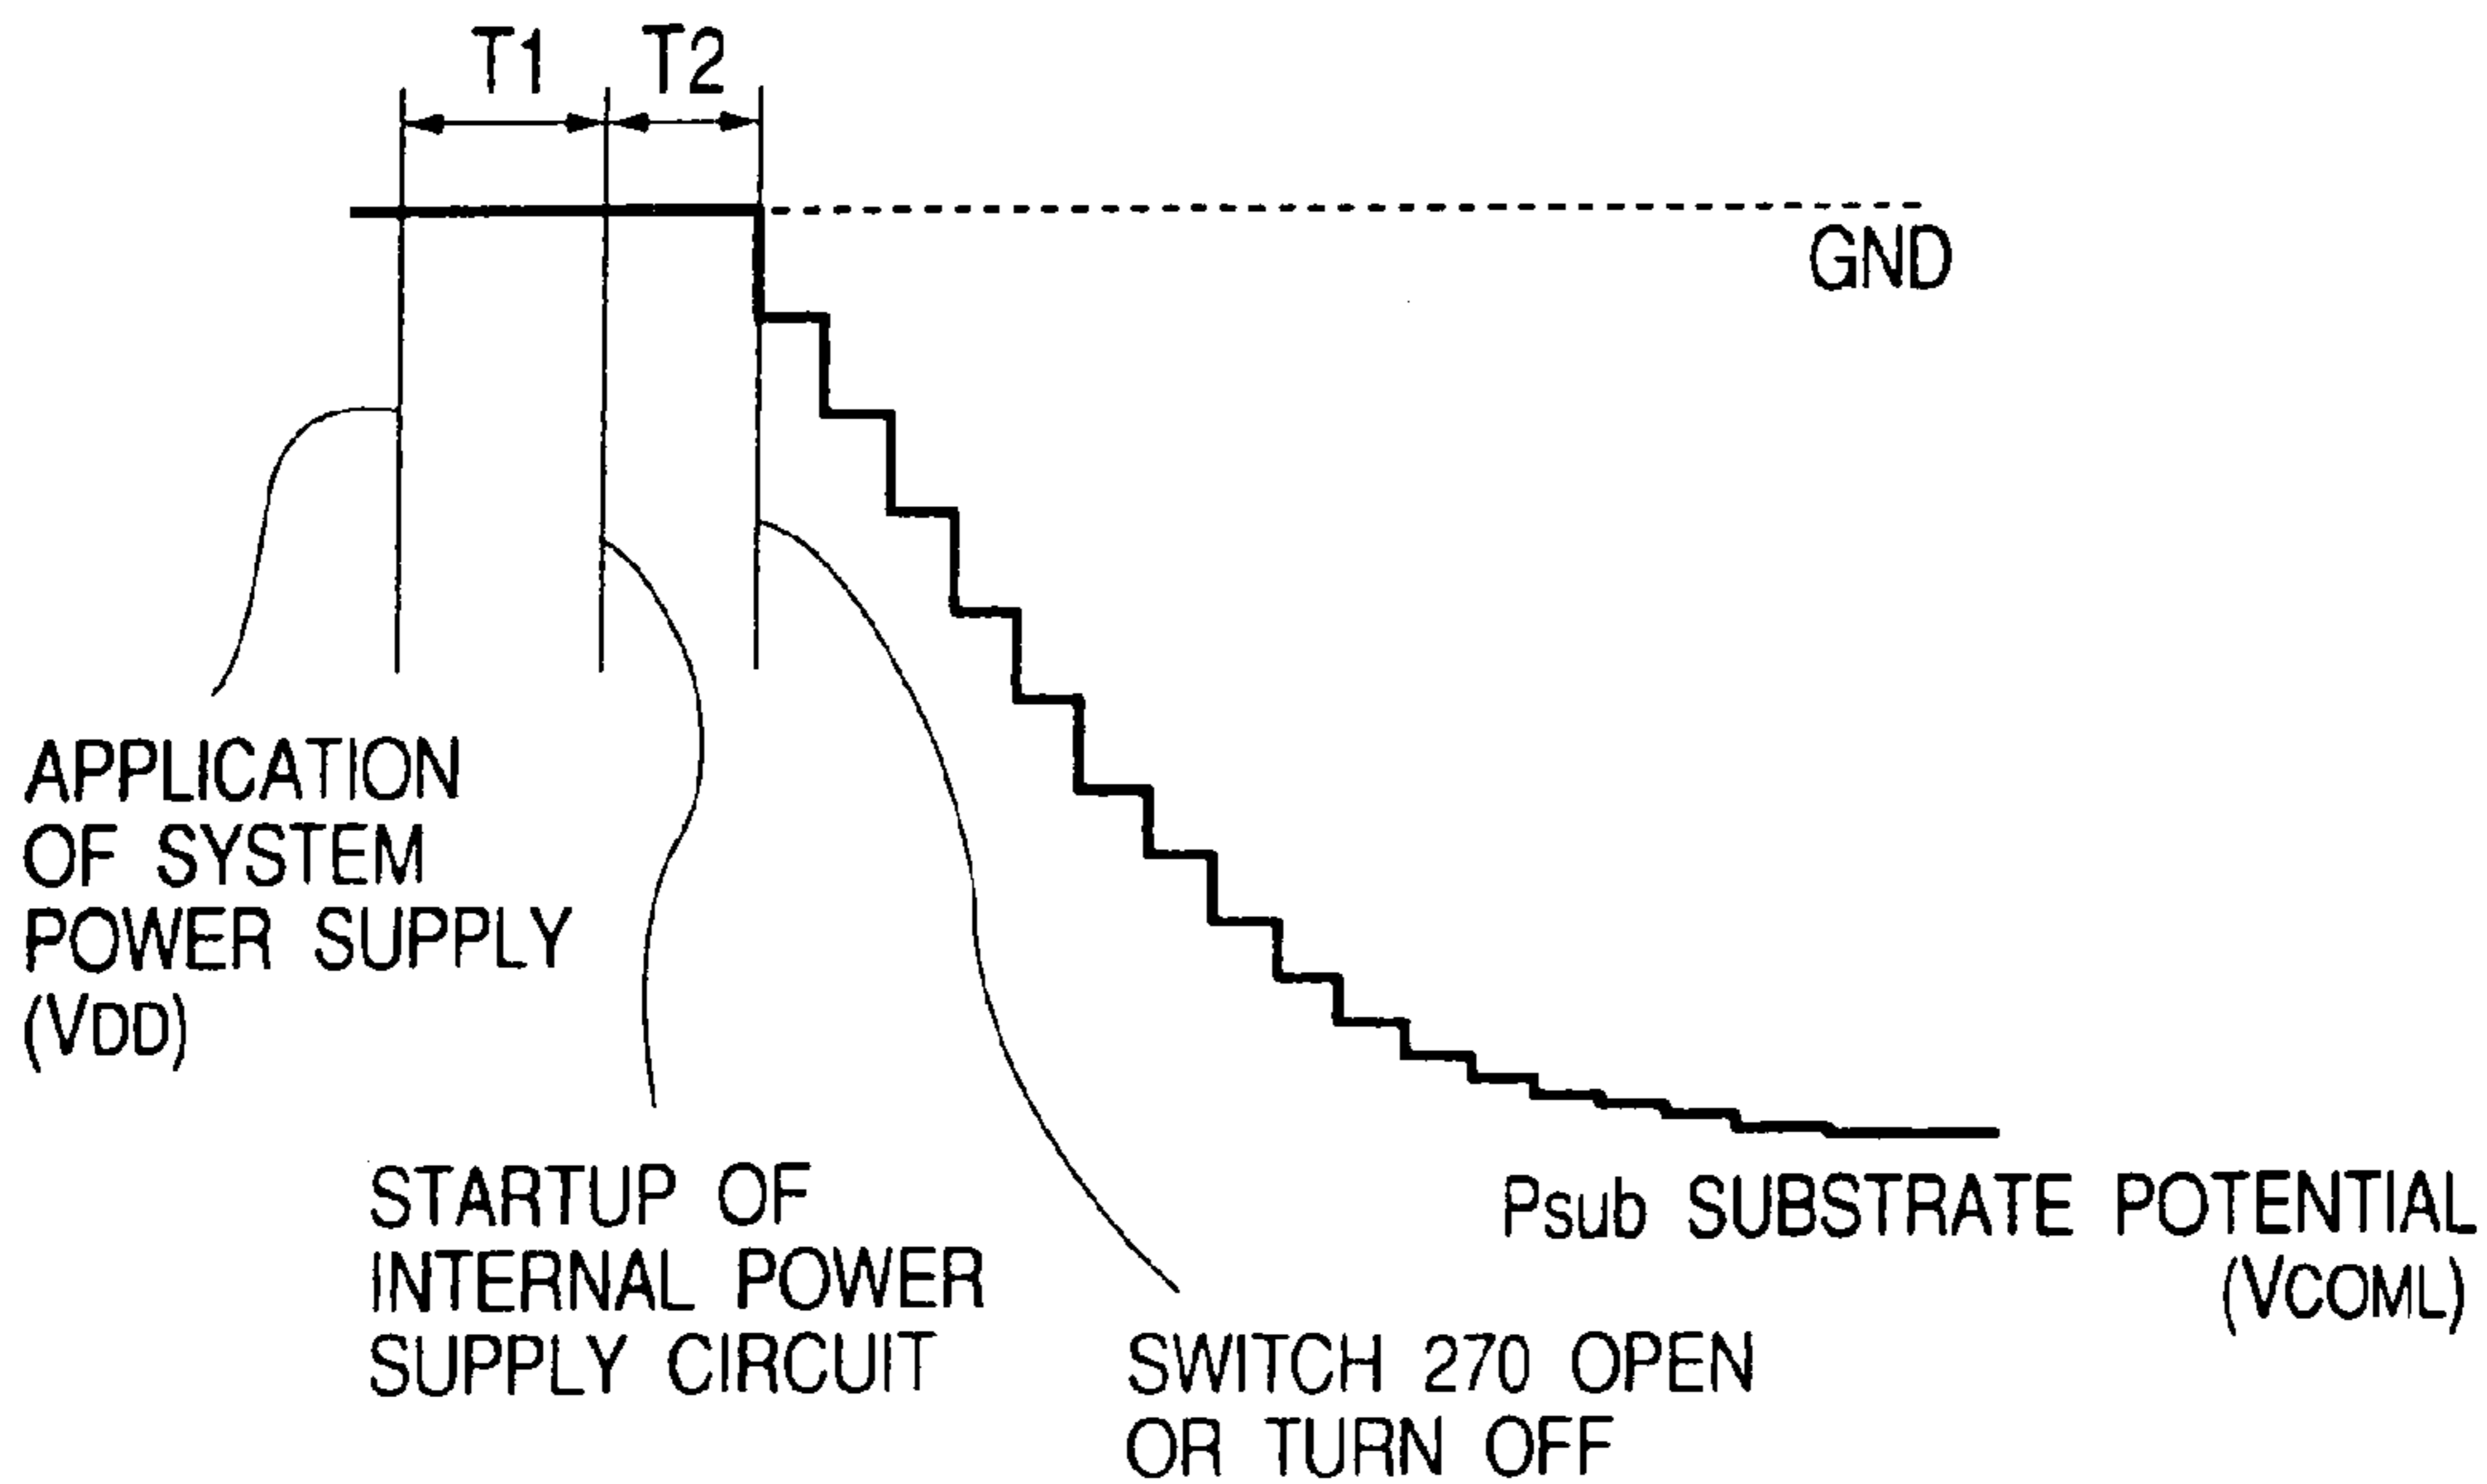 T1 T2
GND
APPLICATION
OF SYSTEM
POWER SUPPLY
(VDD)
STARTUP OF
INTERNAL POWER
SUPPLY CIRCUIT
SWITCH 270 OPEN
OR TURN OFF
Psub SUBSTRATE POTENTIAL
(VCOML)